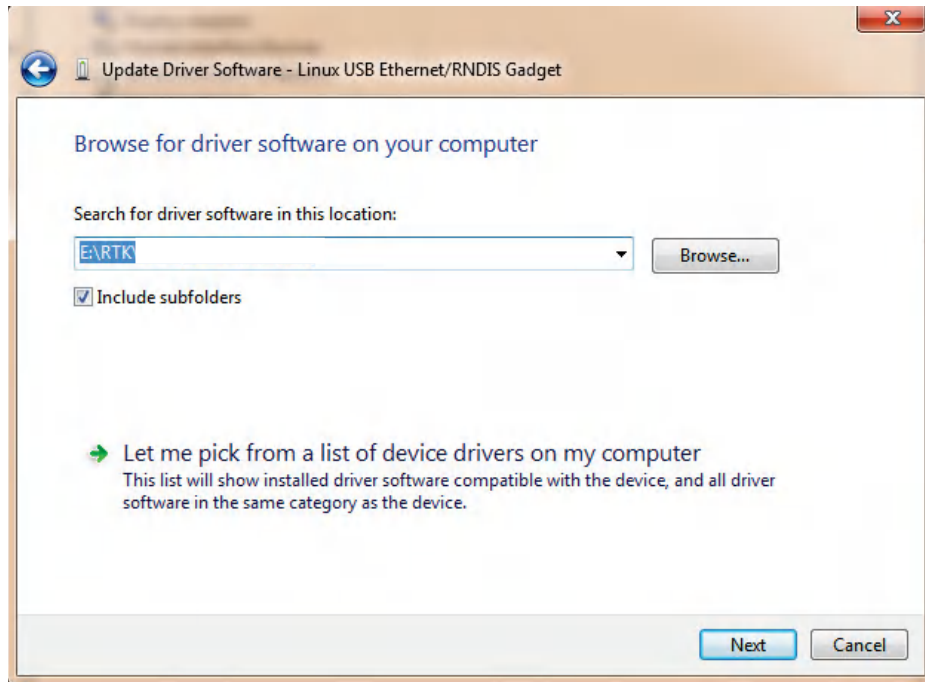 Update Driver Software - Linux USB Ethernet/RNDIS Gadget
Browse for driver software on your computer
Search for driver software in this location:
E:\RTK\
Browse...
Include subfolders
Let me pick from a list of device drivers on my computer
This list will show installed driver software compatible with the device, and all driver
software in the same category as the device.
Next
Cancel